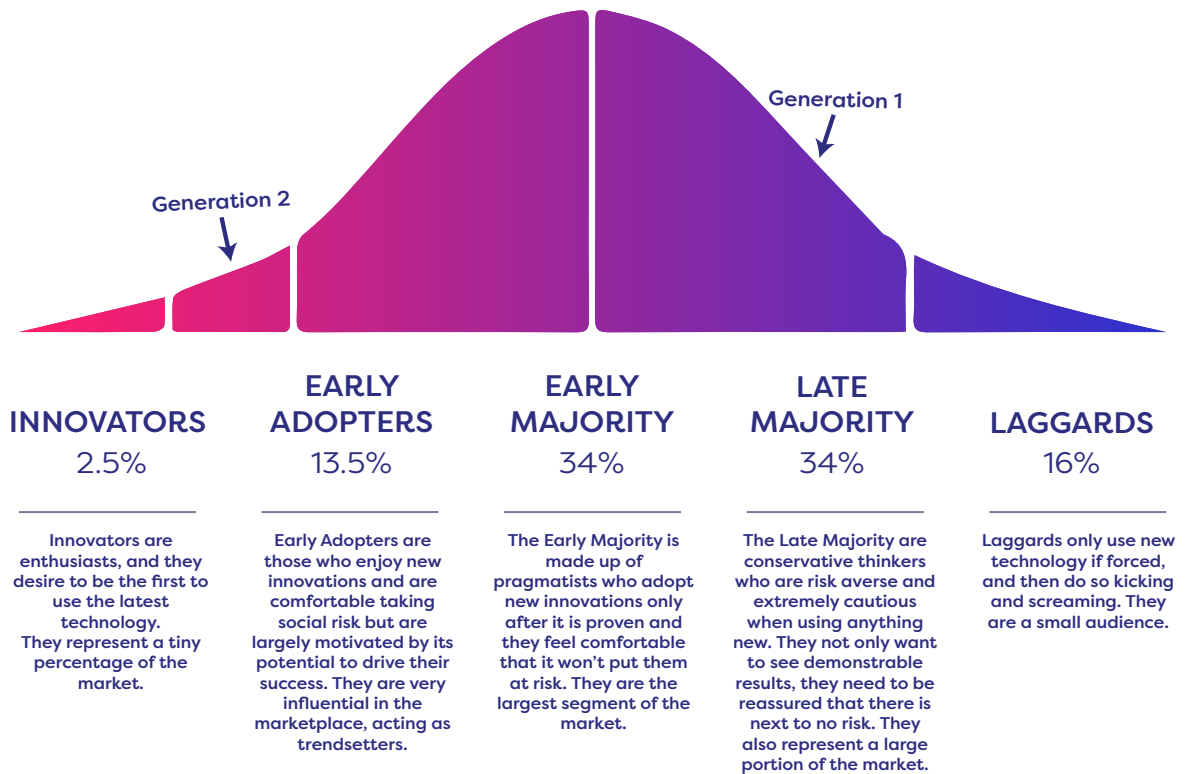 Generation 1
Generation 2
INNOVATORS
2.5%
Innovators are
enthusiasts, and they
desire to be the first to
use the latest
technology.
They represent a tiny
percentage of the
market.
EARLY
ADOPTERS
13.5%
Early Adopters are
those who enjoy new
innovations and are
comfortable taking
social risk but are
largely motivated by its
potential to drive their
success. They are very
influential in the
marketplace, acting as
trendsetters.
EARLY
MAJORITY
34%
The Early Majority is
made up of
pragmatists who adopt
new innovations only
after it is proven and
they feel comfortable
that it won’t put them
at risk. They are the
largest segment of the
market.
LATE
MAJORITY
34%
The Late Majority are
conservative thinkers
who are risk averse and
extremely cautious
when using anything
new. They not only want
to see demonstrable
results, they need to be
reassured that there is
next to no risk. They
also represent a large
portion of the market.
LAGGARDS
16%
Laggards only use new
technology if forced,
and then do so kicking
and screaming. They
are a small audience.